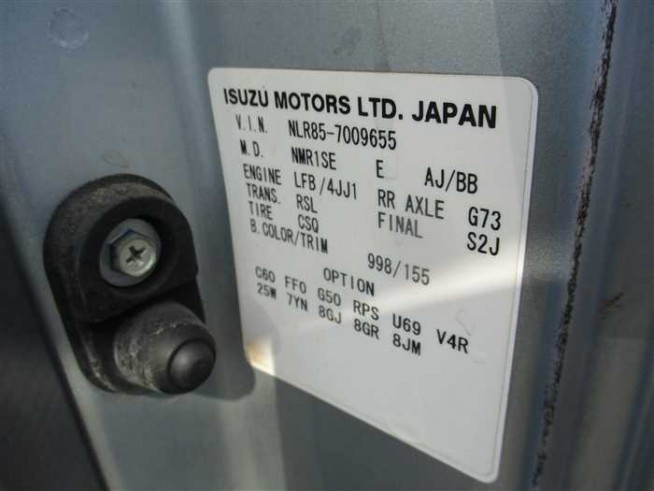 ISUZU MOTORS LTD. JAPAN
V.I.N. NLR85-7009655
M.D. NMR1SE E AJ/BB
ENGINE LFB/4JJ1 RR AXLE G73
TRANS. RSL FINAL S2J
TIRE CSQ
B.COLOR/TRIM 998/155
OPTION
C60 FF0 G50 RPS U69 V4R
25W 7YN 8GJ 8GR 8JM